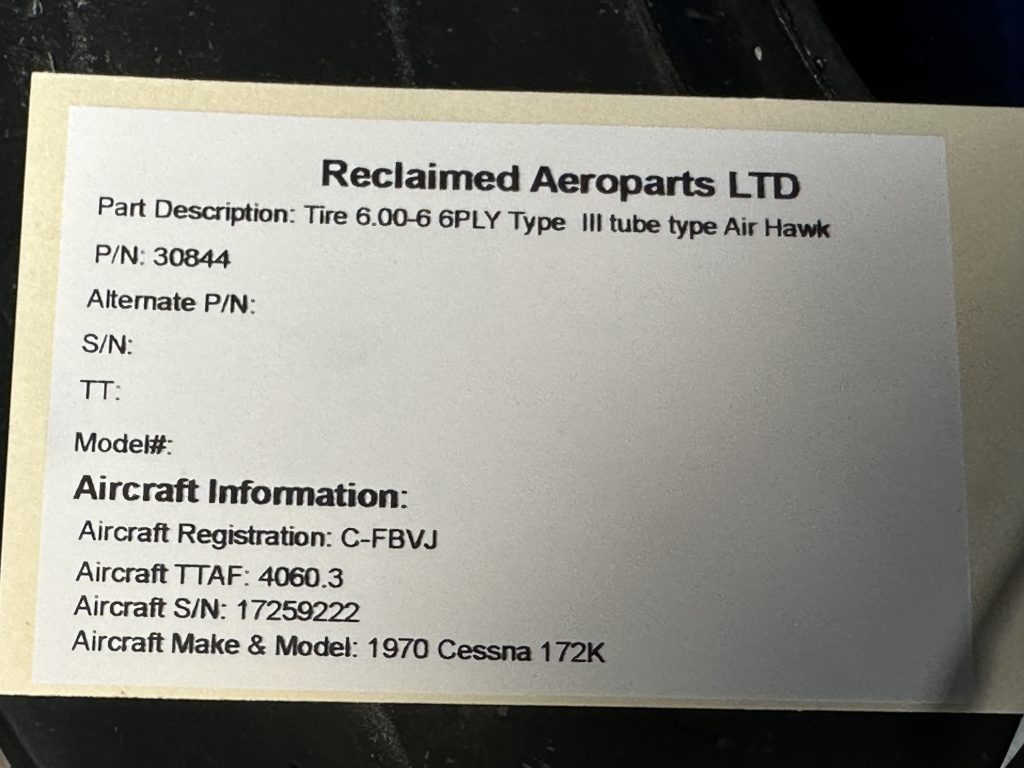 Reclaimed Aeroparts LTD
Part Description: Tire 6.00-6 6PLY Type  III tube type Air Hawk
P/N: 30844
Alternate P/N:
S/N:
TT:
Model#:
Aircraft Information:
Aircraft Registration: C-FBVJ
Aircraft TTAF: 4060.3
Aircraft S/N: 17259222
Aircraft Make & Model: 1970 Cessna 172K